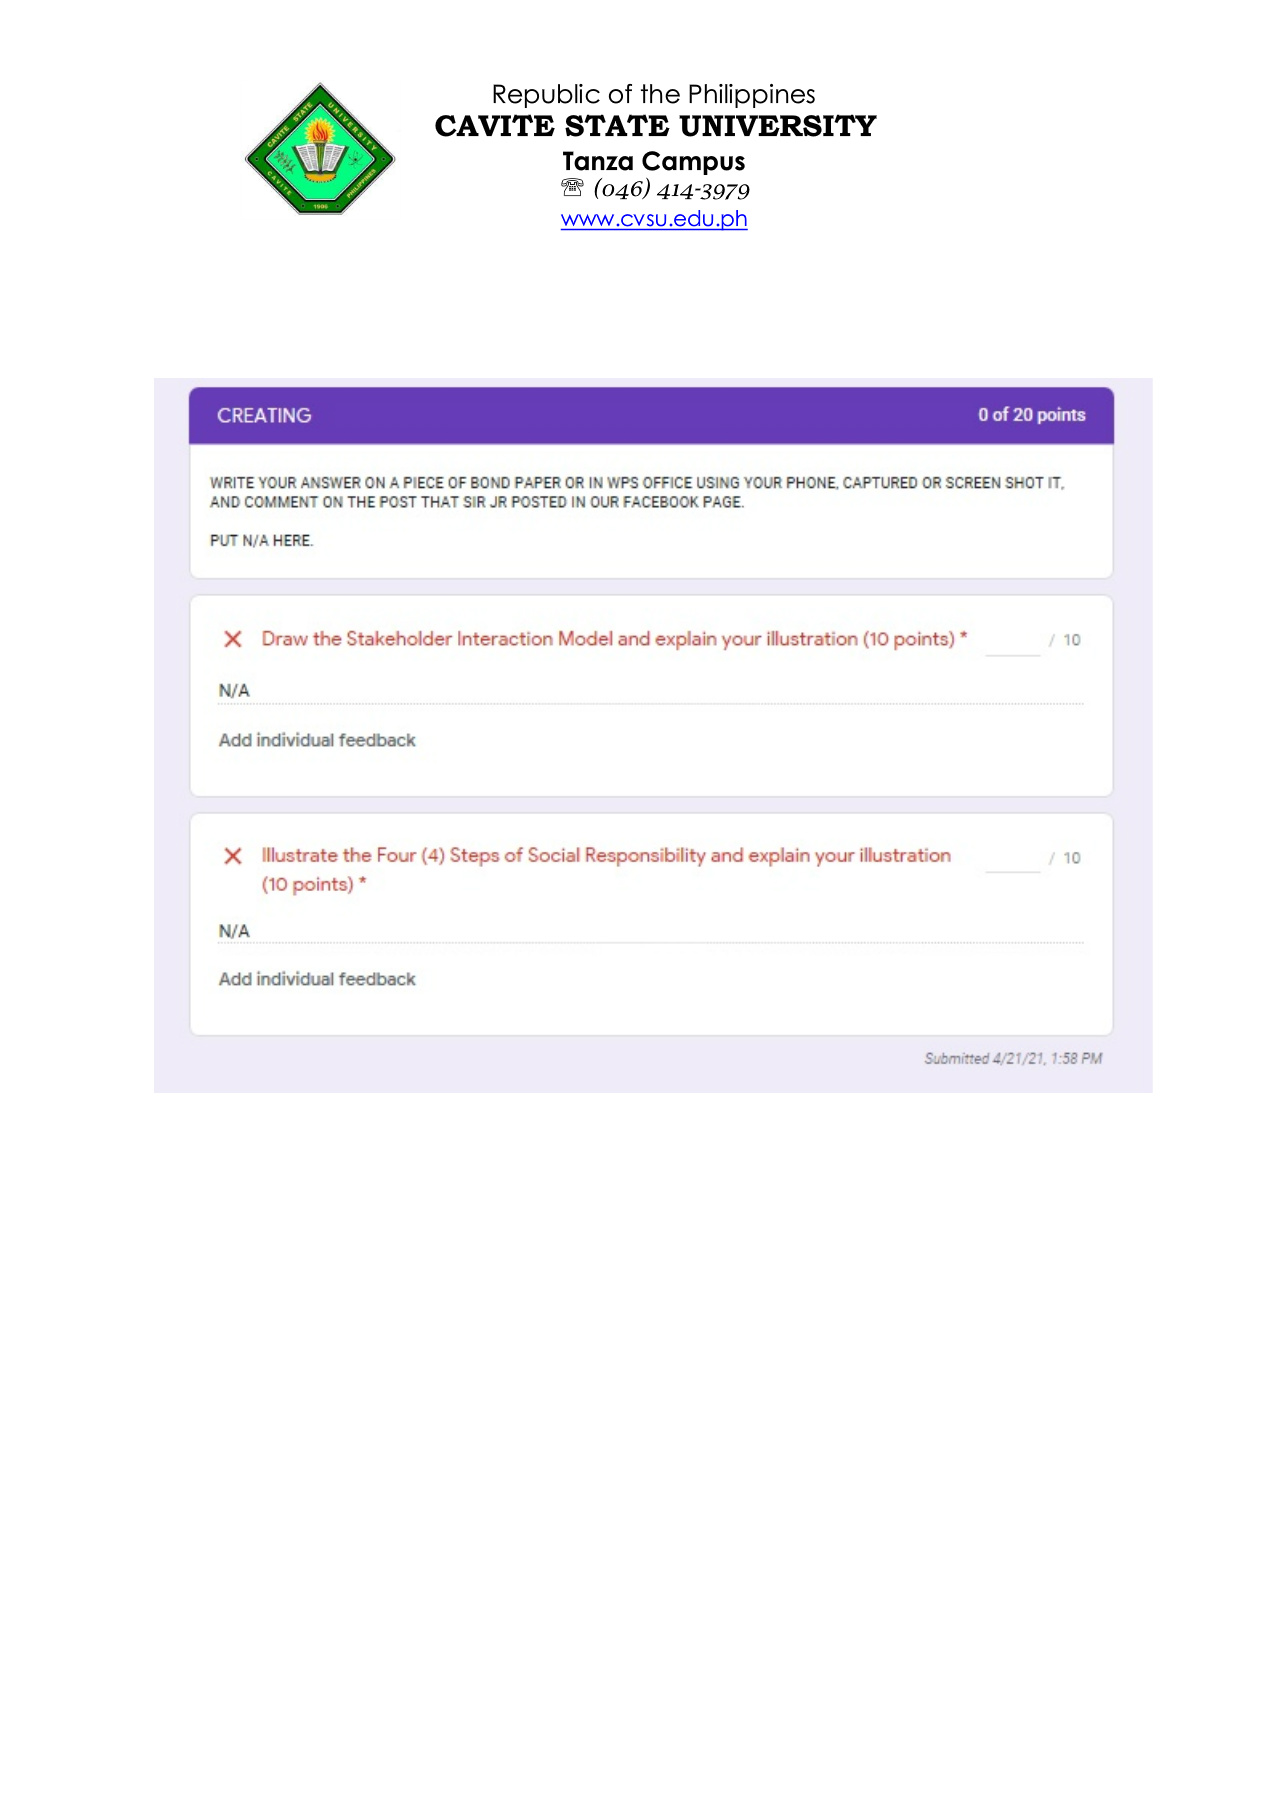 CAVITE STATE UNIVERSITY
CAVITE
PHILIPPINES
1906
Republic of the Philippines
CAVITE STATE UNIVERSITY
Tanza Campus
☏ (046) 414-3979
www.cvsu.edu.ph
CREATING 0 of 20 points
WRITE YOUR ANSWER ON A PIECE OF BOND PAPER OR IN WPS OFFICE USING YOUR PHONE, CAPTURED OR SCREEN SHOT IT,
AND COMMENT ON THE POST THAT SIR JR POSTED IN OUR FACEBOOK PAGE.
PUT N/A HERE.
Draw the Stakeholder Interaction Model and explain your illustration (10 points) * / 10
N/A
Add individual feedback
Illustrate the Four (4) Steps of Social Responsibility and explain your illustration / 10
(10 points) *
N/A
Add individual feedback
Submitted 4/21/21, 1:58 PM